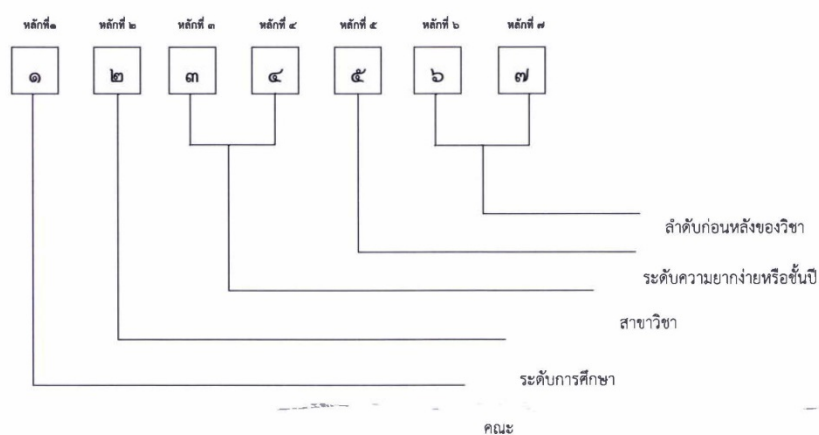 หลักที่๑ หลักที่ ๒ หลักที่ ๓ หลักที่ ๔ หลักที่ ๕ หลักที่ ๖ หลักที่ ๗
๑ ๒ ๓ ๔ ๕ ๖ ๗
ลำดับก่อนหลังของวิชา
ระดับความยากง่ายหรือชั้นปี
สาขาวิชา
ระดับการศึกษา
คณะ